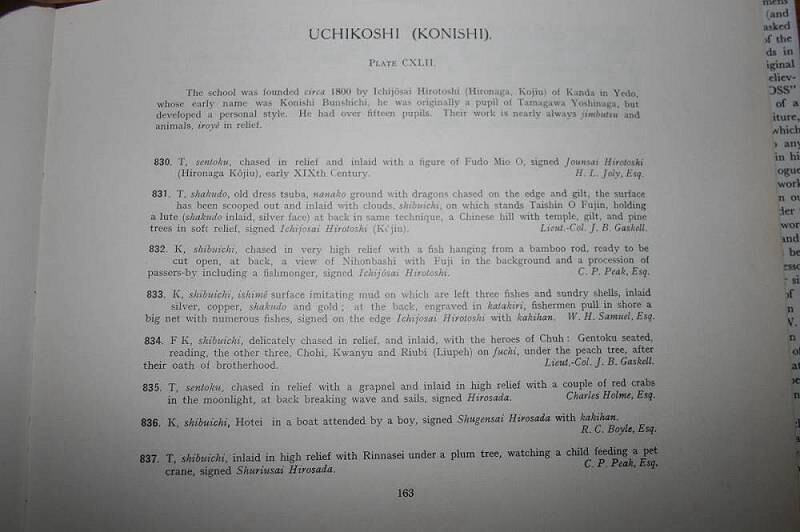 UCHIKOSHI (KONISHI).
PLATE CXLII.
The school was founded circa 1800 by Ichijōsai Hirotoshi (Hironaga, Kojiu) of Kanda in Yedo,
whose early name was Konishi Bunshichi, he was originally a pupil of Tamagawa Yoshinaga, but
developed a personal style. He had over fifteen pupils. Their work is nearly always jimbutsu and
animals, iroyé in relief.
830. T, sentoku, chased in relief and inlaid with a figure of Fudo Mio O, signed Jounsai Hirotoshi
(Hironaga Kōjiu), early XIXth Century. H. L. Joly, Esq.
831. T, shakudo, old dress tsuba, nanako ground with dragons chased on the edge and gilt, the surface
has been scooped out and inlaid with clouds, shibuichi, on which stands Taishin O Fujin, holding
a lute (shakudo inlaid, silver face) at back in same technique, a Chinese hill with temple, gilt, and pine
trees in soft relief, signed Ichijosai Hirotoshi Lieut.-Col. J. B. Gaskell.
832. K, shibuichi, chased in very high relief with a fish hanging from a bamboo rod, ready to be
cut open, at back, a view of Nihonbashi with Fuji in the background and a procession of
passers-by including a fishmonger, signed Ichijōsai Hirotoshi. C. P. Peak, Esq.
833. K, shibuichi, ishimé surface imitating mud on which are left three fishes and sundry shells, inlaid
silver, copper, shakudo and gold; at the back, engraved in katakiri, fishermen pull in shore a
big net with numerous fishes, signed on the edge Ichijosai Hirotoshi with kakihan. W. H. Samuel, Esq.
834. F K, shibuichi, delicately chased in relief, and inlaid, with the heroes of Chuh: Gentoku seated,
reading, the other three, Chohi, Kwanyu and Riubi (Liupeh) on fuchi, under the peach tree, after
their oath of brotherhood. Lieut.-Col. J. B. Gaskell.
835. T, sentoku, chased in relief with a grapnel and inlaid in high relief with a couple of red crabs
in the moonlight, at back breaking wave and sails, signed Hirosada. Charles Holme, Esq.
836. K, shibuichi, Hotei in a boat attended by a boy, signed Shugensai Hirosada with kakihan.
R. C. Boyle, Esq.
837. T, shibuichi, inlaid in high relief with Rinnasei under a plum tree, watching a child feeding a pet
crane, signed Shuriusai Hirosada. C. P. Peak, Esq.
163
(and
asked
of the
ds in
iginal
eliev-
OSS"
of a
iture,
which
any
in his
ogue
work